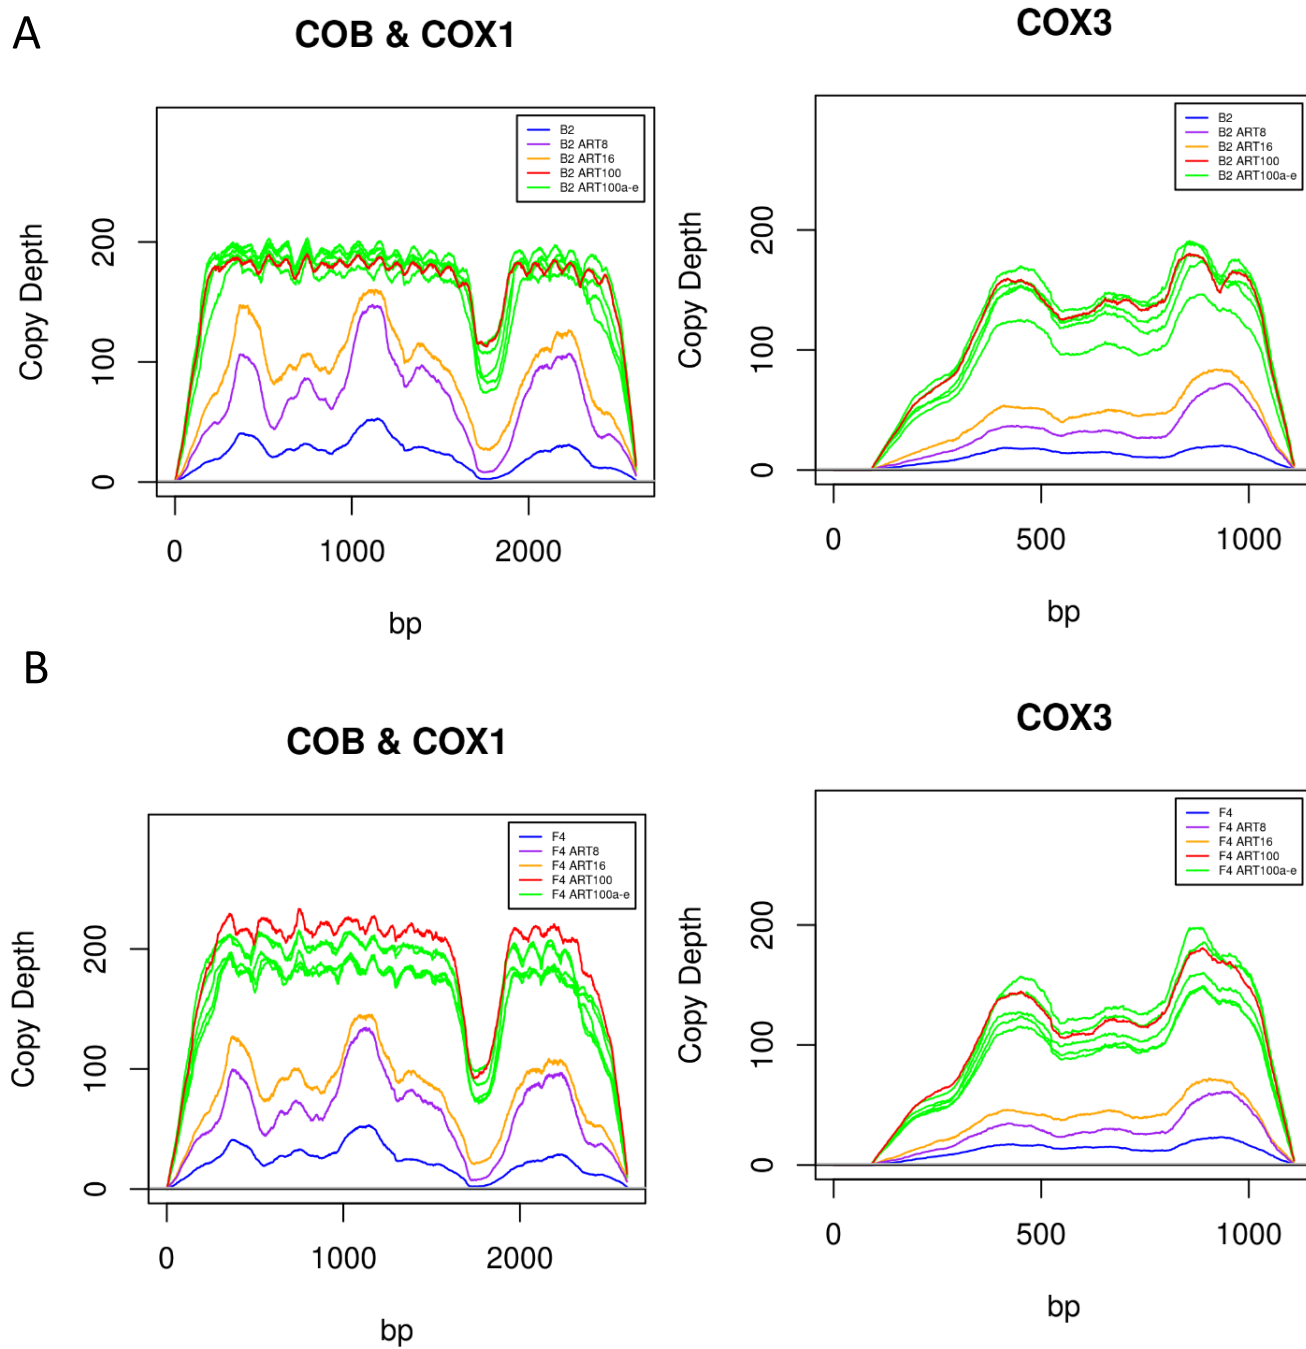 A
COB & COX1
B2
B2 ART8
B2 ART16
B2 ART100
B2 ART100a-e
Copy Depth
200
100
0
0 1000 2000
bp
COX3
B2
B2 ART8
B2 ART16
B2 ART100
B2 ART100a-e
Copy Depth
200
100
0
0 500 1000
bp
B
COB & COX1
F4
F4 ART8
F4 ART16
F4 ART100
F4 ART100a-e
Copy Depth
200
100
0
0 1000 2000
bp
COX3
F4
F4 ART8
F4 ART16
F4 ART100
F4 ART100a-e
Copy Depth
200
100
0
0 500 1000
bp